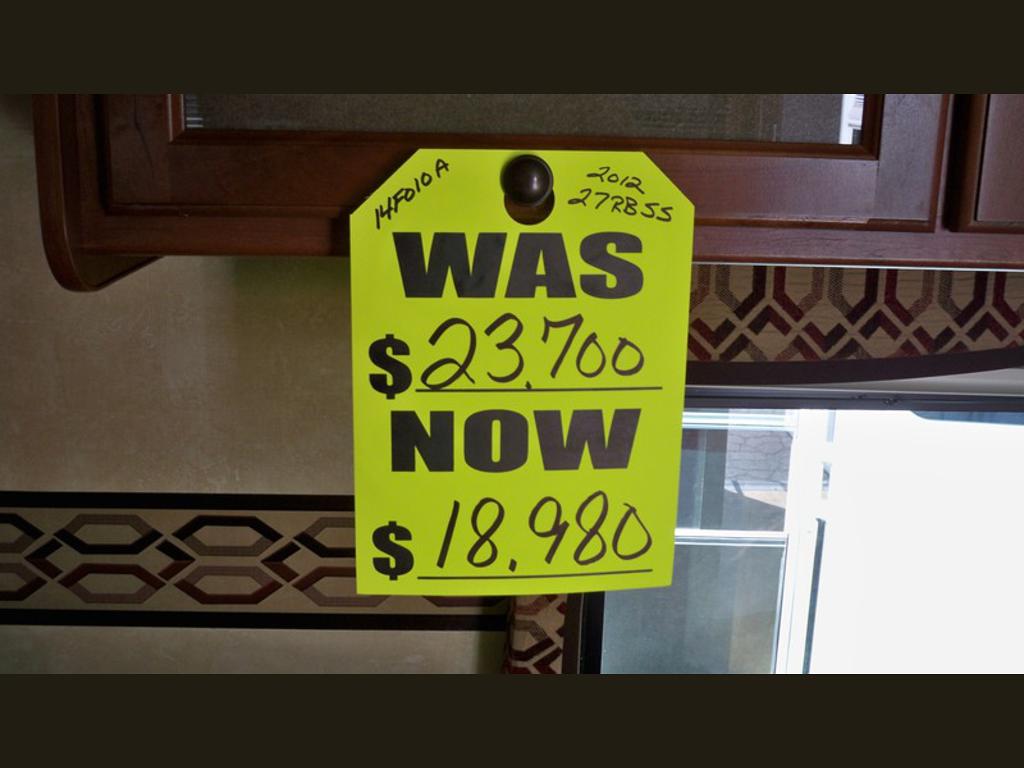 14F010A
2012
27RBSS
WAS
$ 23,700
NOW
$ 18,980